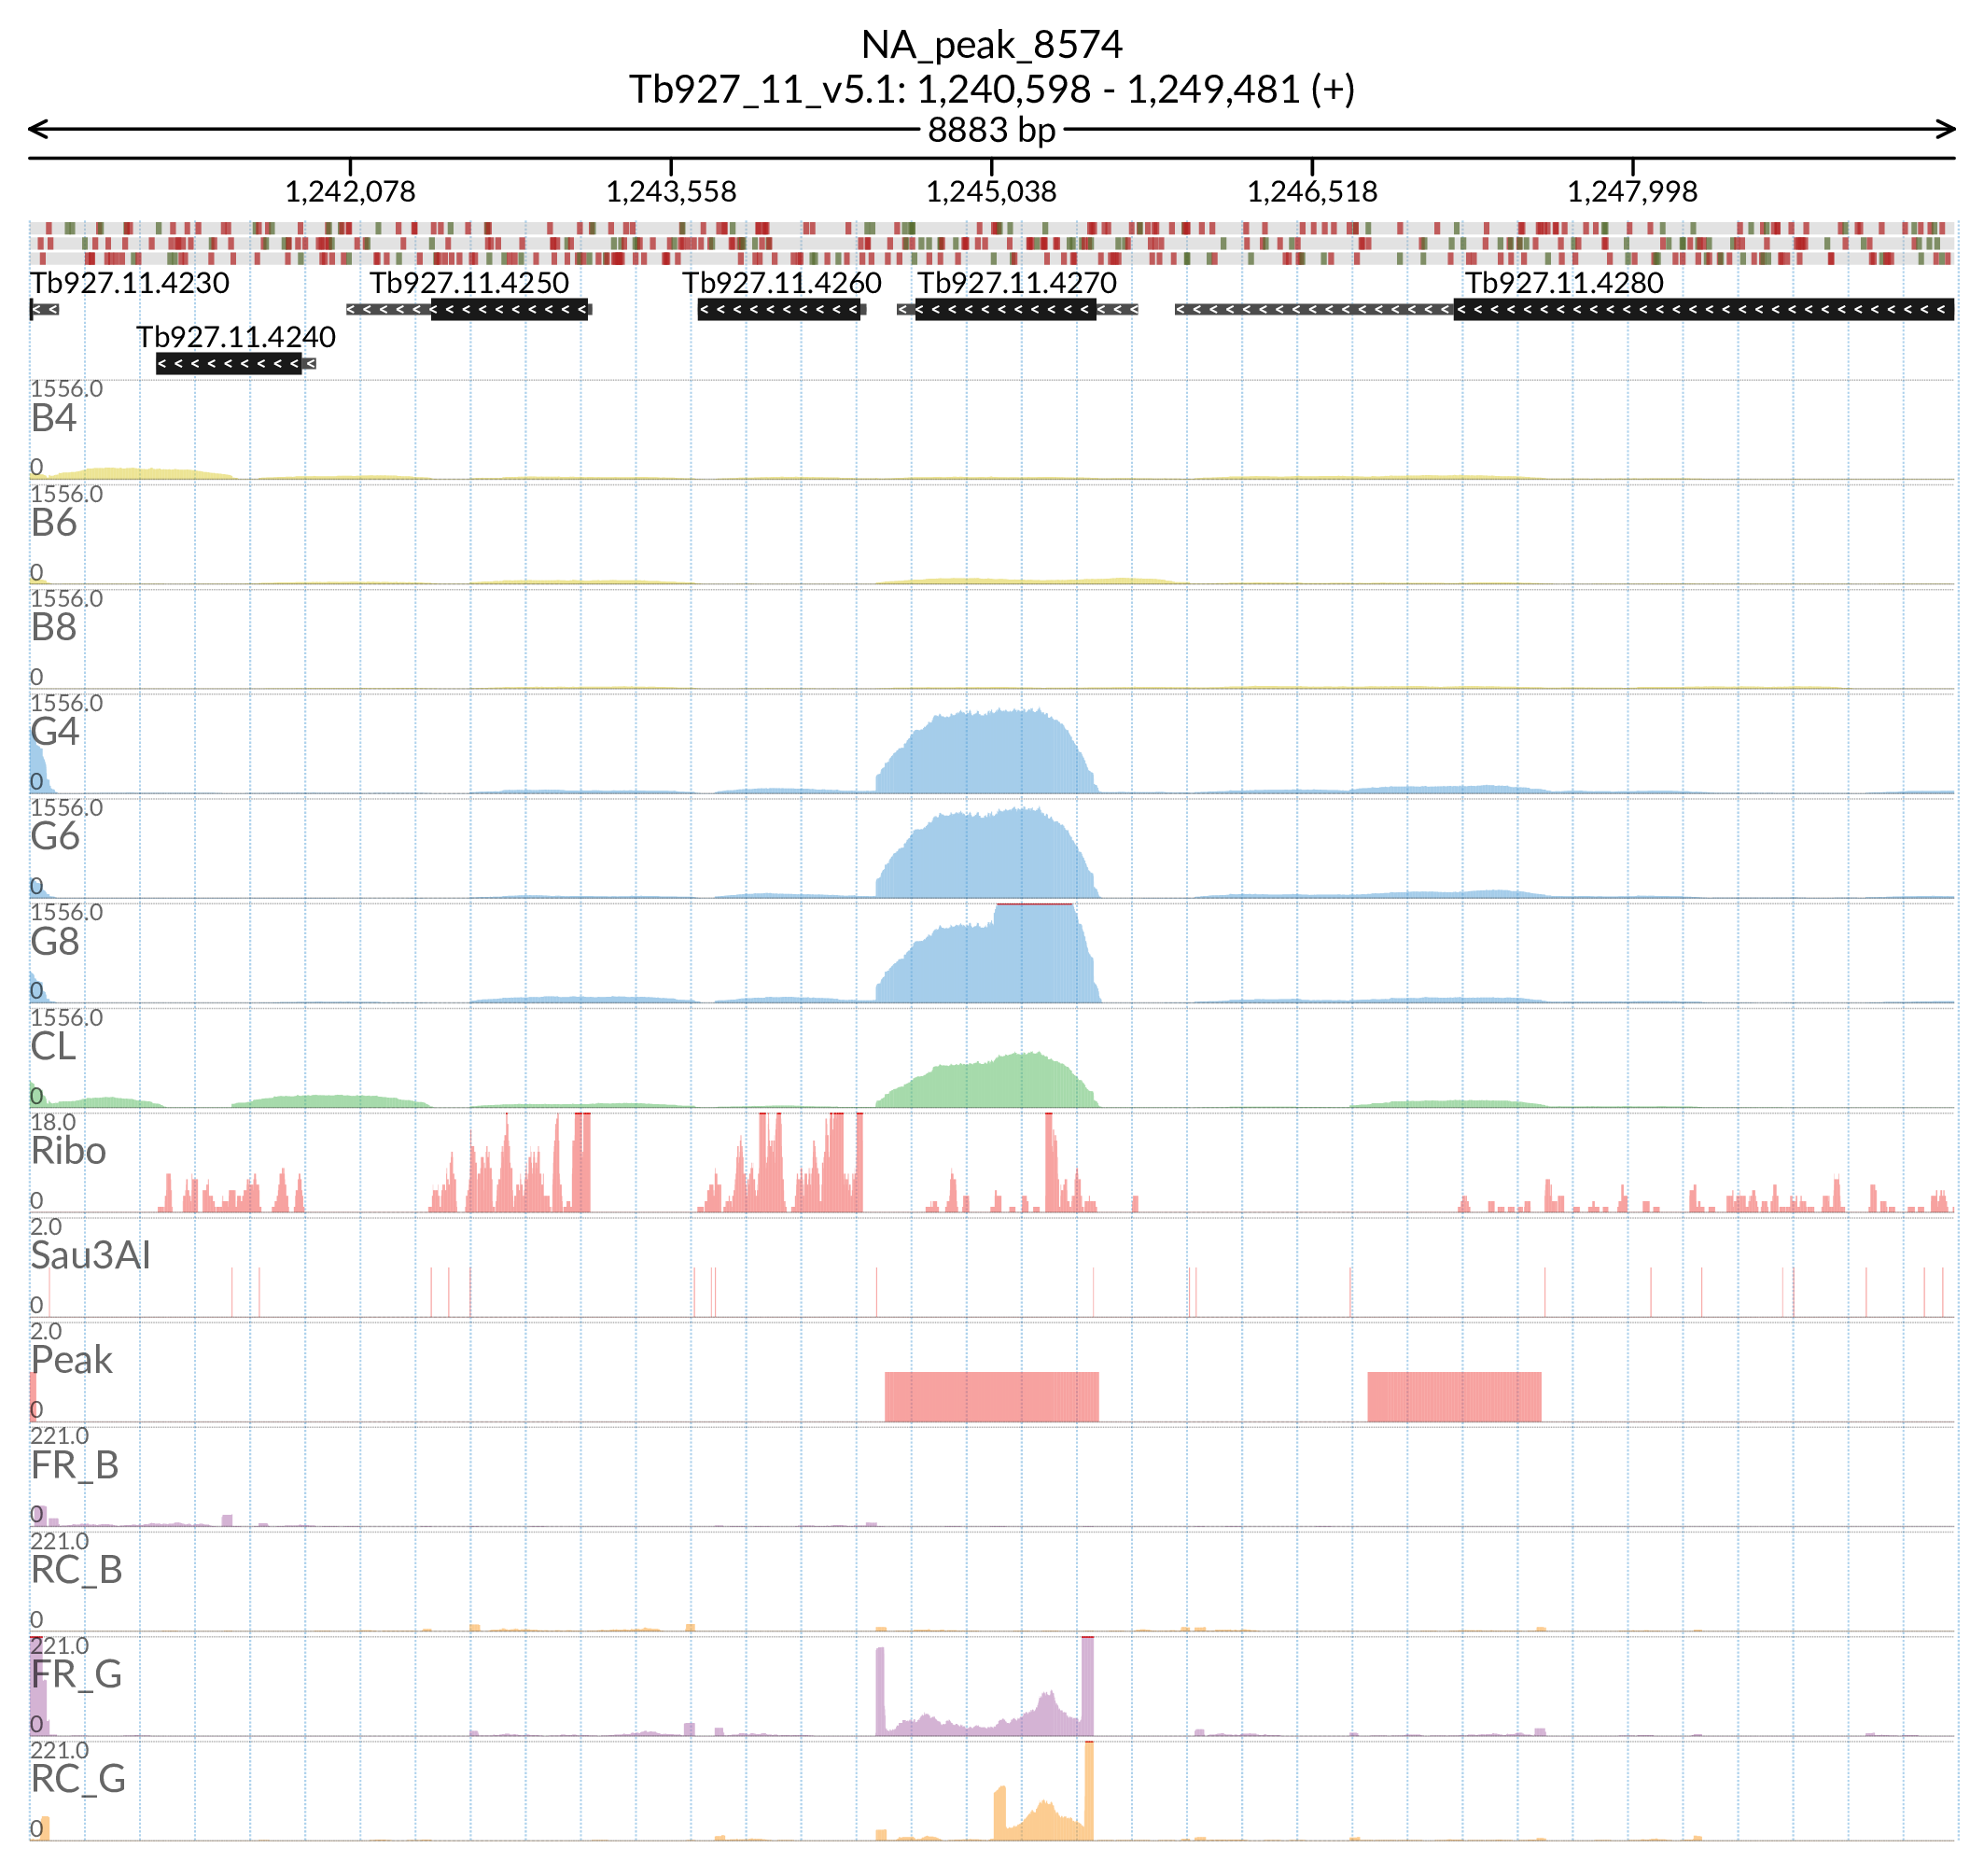 NA_peak_8574
Tb927_11_v5.1: 1,240,598 - 1,249,481 (+)
8883 bp
1,242,078 1,243,558 1,245,038 1,246,518 1,247,998
Tb927.11.4230 Tb927.11.4250 Tb927.11.4260 Tb927.11.4270 Tb927.11.4280
Tb927.11.4240
1556.0
B4
0
1556.0
B6
0
1556.0
B8
0
1556.0
G4
0
1556.0
G6
0
1556.0
G8
0
1556.0
CL
0
18.0
Ribo
0
2.0
Sau3AI
0
2.0
Peak
0
221.0
FR_B
0
221.0
RC_B
0
221.0
FR_G
0
221.0
RC_G
0